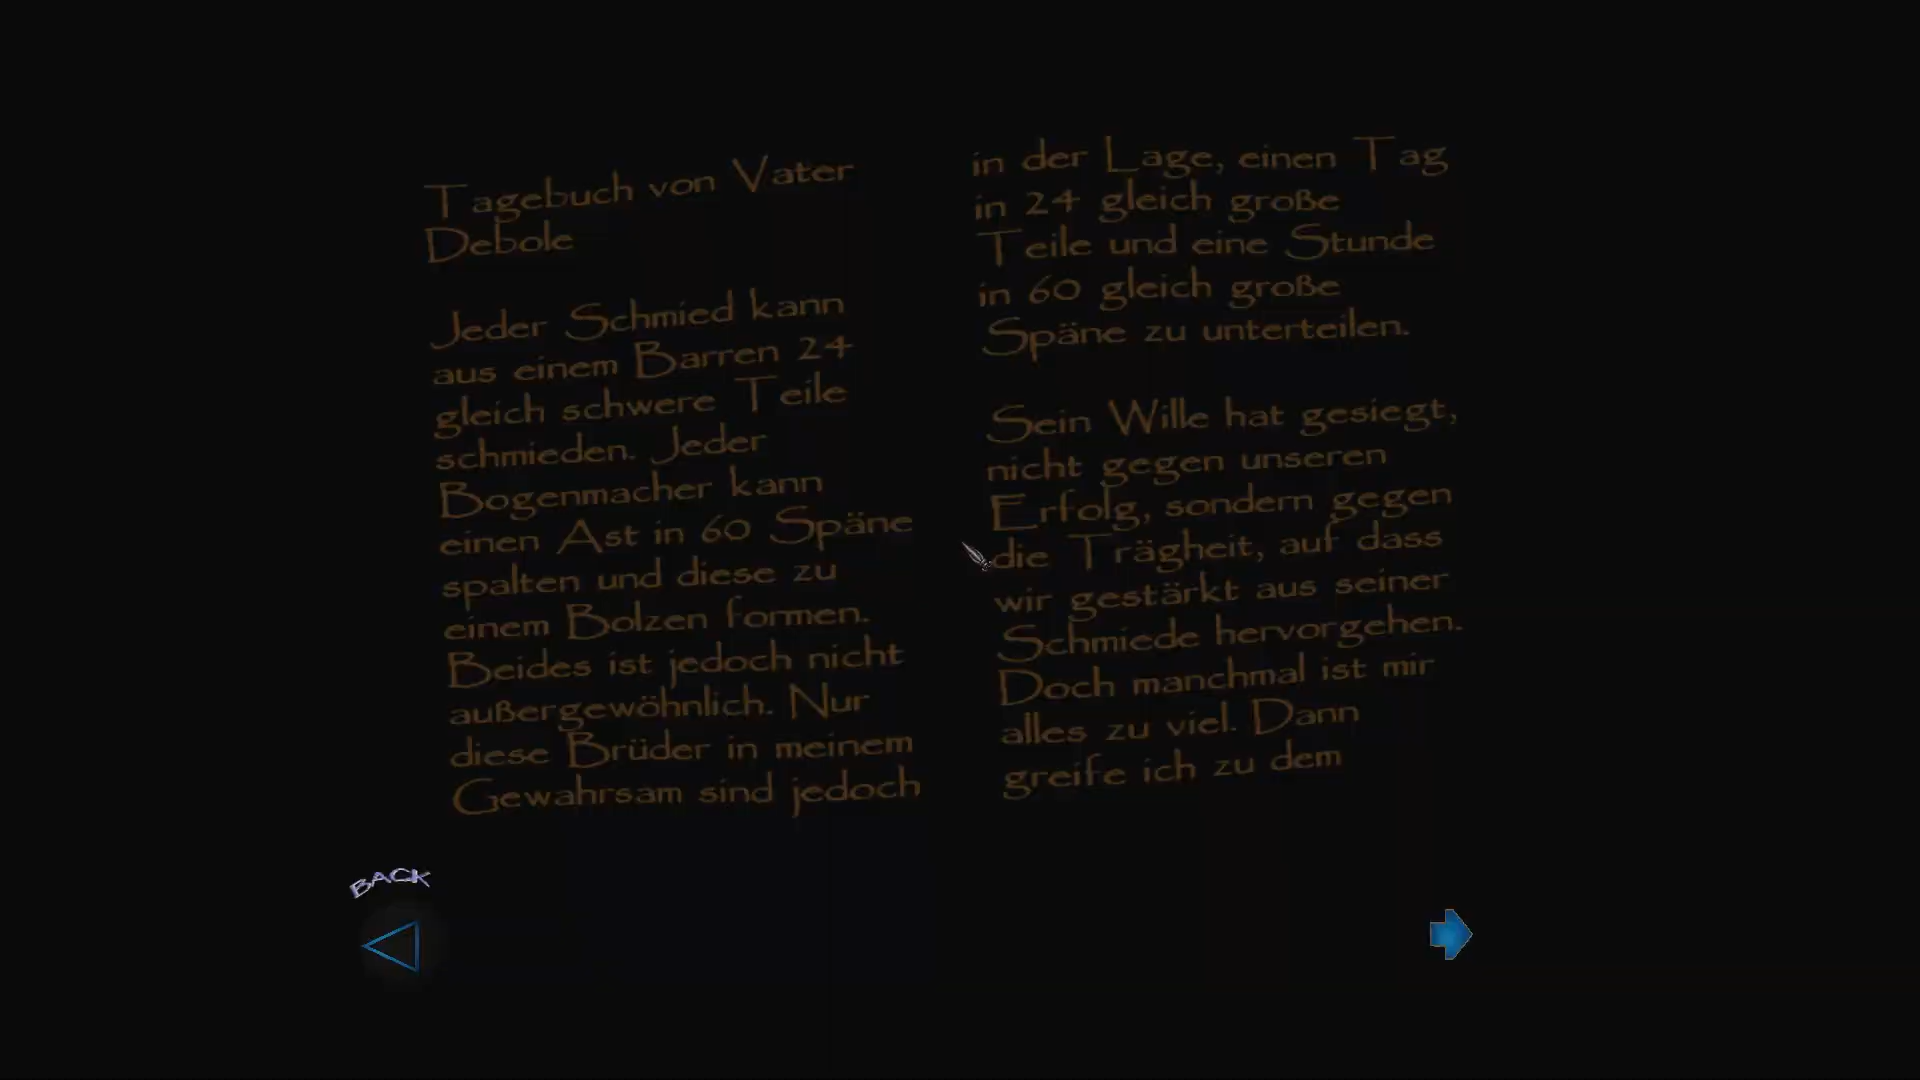 Tagebuch von Vater
Debole
Jeder Schmied kann
aus einem Barren 24
gleich schwere Teile
schmieden. Jeder
Bogenmacher kann
einen Ast in 60 Späne
spalten und diese zu
einem Bolzen formen.
Beides ist jedoch nicht
außergewöhnlich. Nur
diese Brüder in meinem
Gewahrsam sind jedoch
in der Lage, einen Tag
in 24 gleich große
Teile und eine Stunde
in 60 gleich große
Späne zu unterteilen.
Sein Wille hat gesiegt,
nicht gegen unseren
Erfolg, sondern gegen
die Trägheit, auf dass
wir gestärkt aus seiner
Schmiede hervorgehen.
Doch manchmal ist mir
alles zu viel. Dann
greife ich zu dem
BACK